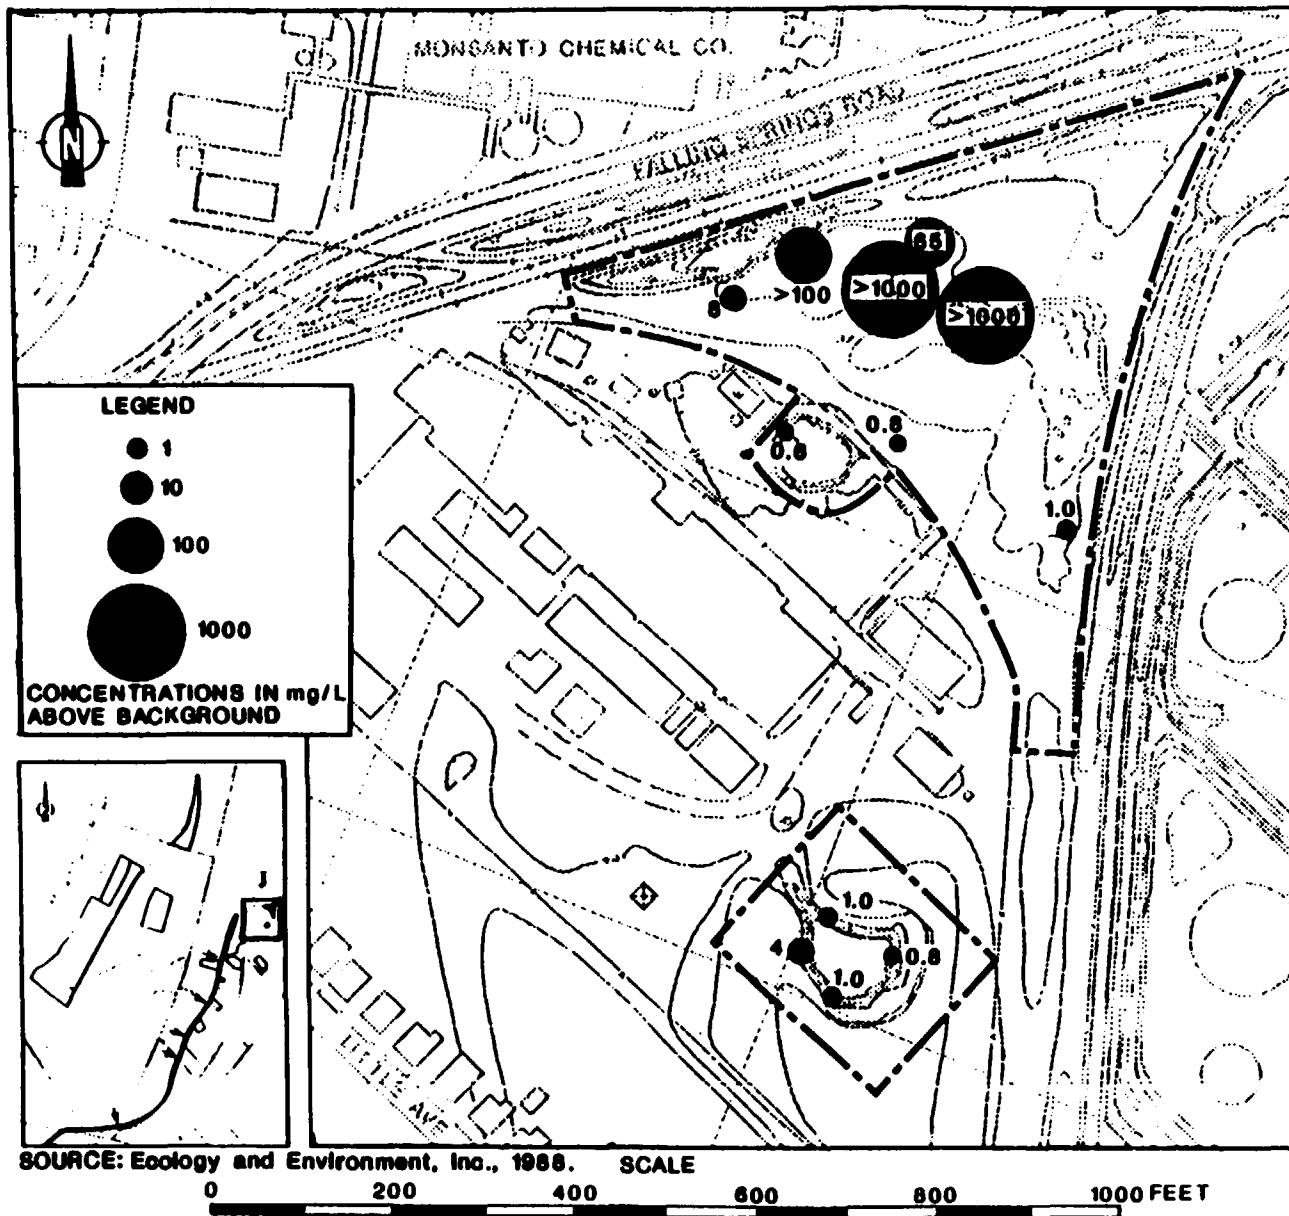 MONSANTO CHEMICAL CO.
FALLING SPRINGS ROAD
N
65
>1000
>100
>1000
8
0.8
0.8
1.0
LEGEND
1
10
100
1000
CONCENTRATIONS IN mg/L
ABOVE BACKGROUND
J
1.0
4
0.8
1.0
AVE
SOURCE: Ecology and Environment, Inc., 1988. SCALE
0 200 400 600 800 1000 FEET